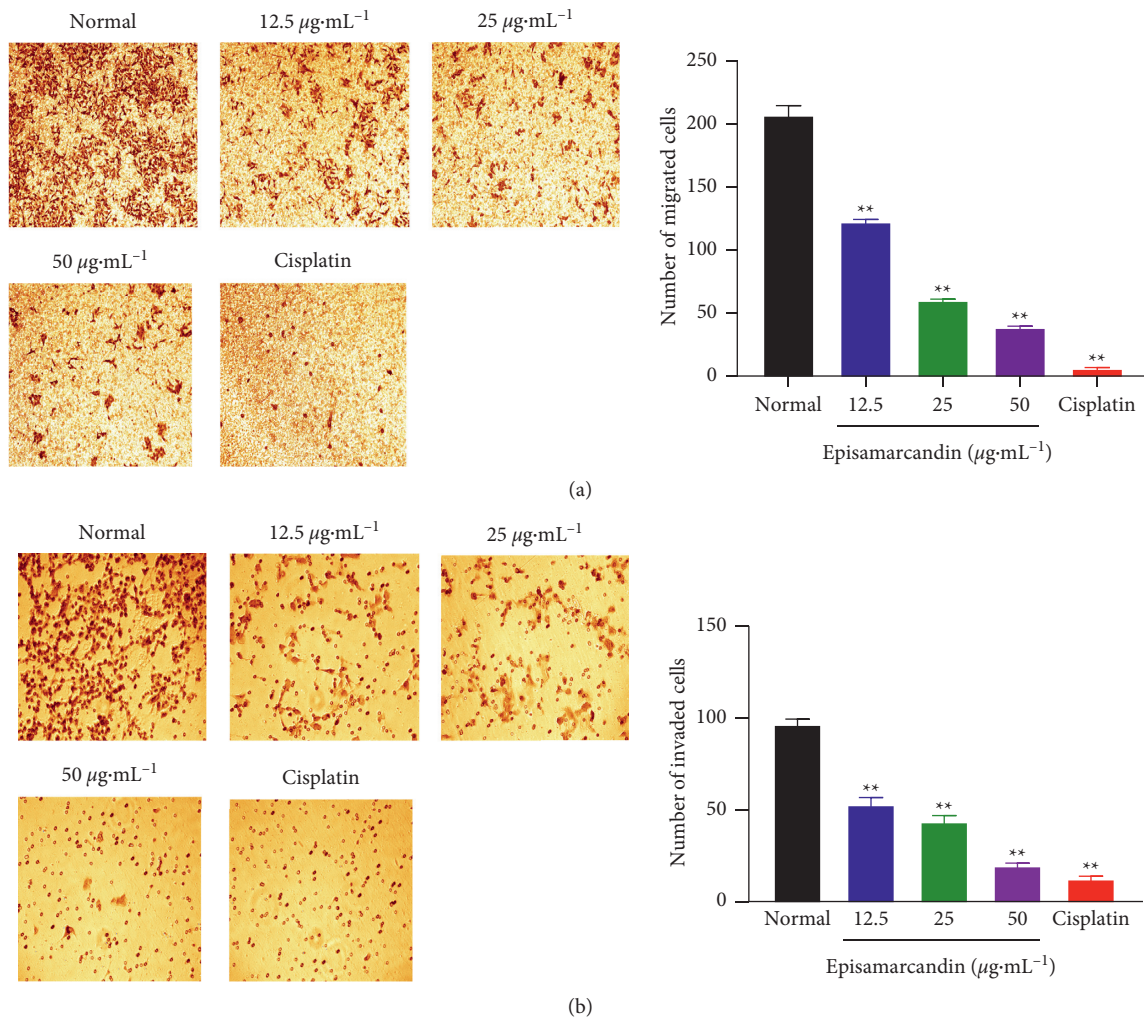 Normal
12.5 μg·mL⁻¹
25 μg·mL⁻¹
50 μg·mL⁻¹
Cisplatin
Number of migrated cells
250
200
150
100
50
0
**
**
**
**
Normal
12.5
25
50
Cisplatin
Episamarcandin (μg·mL⁻¹)
(a)
Normal
12.5 μg·mL⁻¹
25 μg·mL⁻¹
50 μg·mL⁻¹
Cisplatin
Number of invaded cells
150
100
50
0
**
**
**
**
Normal
12.5
25
50
Cisplatin
Episamarcandin (μg·mL⁻¹)
(b)